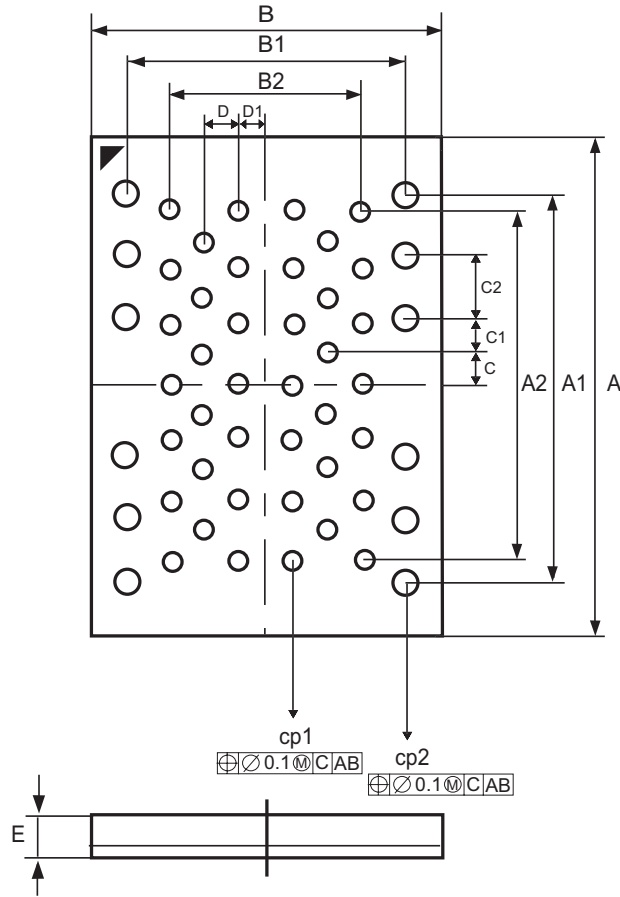 B
B1
B2
D D1
C2
C1
C
A2 A1 A
cp1
⌖ ⌀ 0.1 Ⓜ C AB
cp2
⌖ ⌀ 0.1 Ⓜ C AB
E